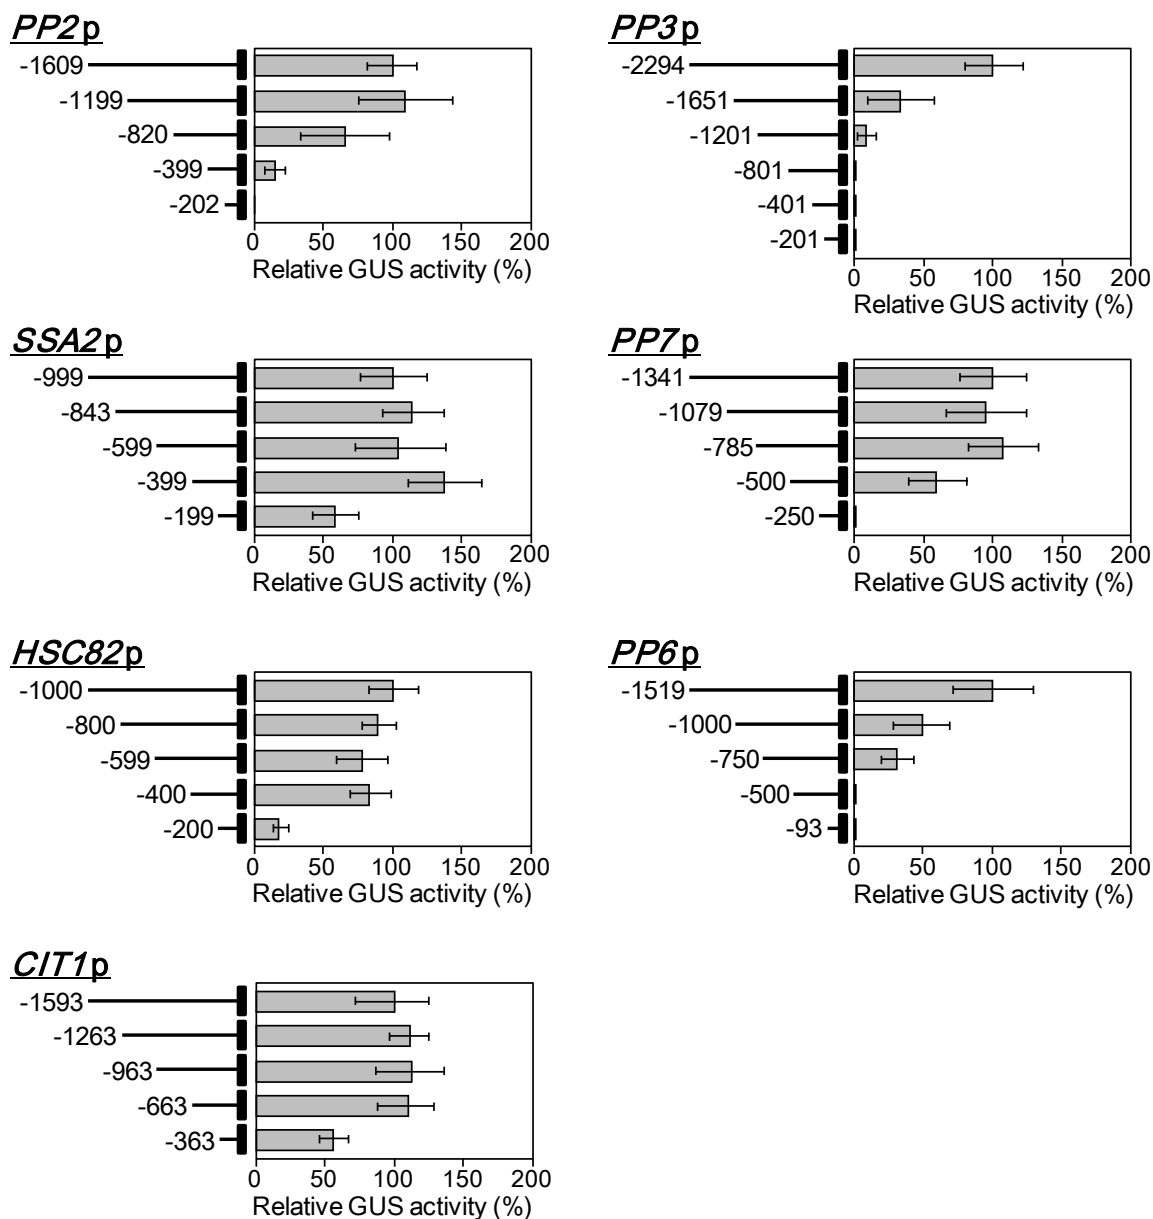 PP2p
-1609
-1199
-820
-399
-202
0 50 100 150 200
Relative GUS activity (%)
PP3p
-2294
-1651
-1201
-801
-401
-201
0 50 100 150 200
Relative GUS activity (%)
SSA2p
-999
-843
-599
-399
-199
0 50 100 150 200
Relative GUS activity (%)
PP7p
-1341
-1079
-785
-500
-250
0 50 100 150 200
Relative GUS activity (%)
HSC82p
-1000
-800
-599
-400
-200
0 50 100 150 200
Relative GUS activity (%)
PP6p
-1519
-1000
-750
-500
-93
0 50 100 150 200
Relative GUS activity (%)
CIT1p
-1593
-1263
-963
-663
-363
0 50 100 150 200
Relative GUS activity (%)